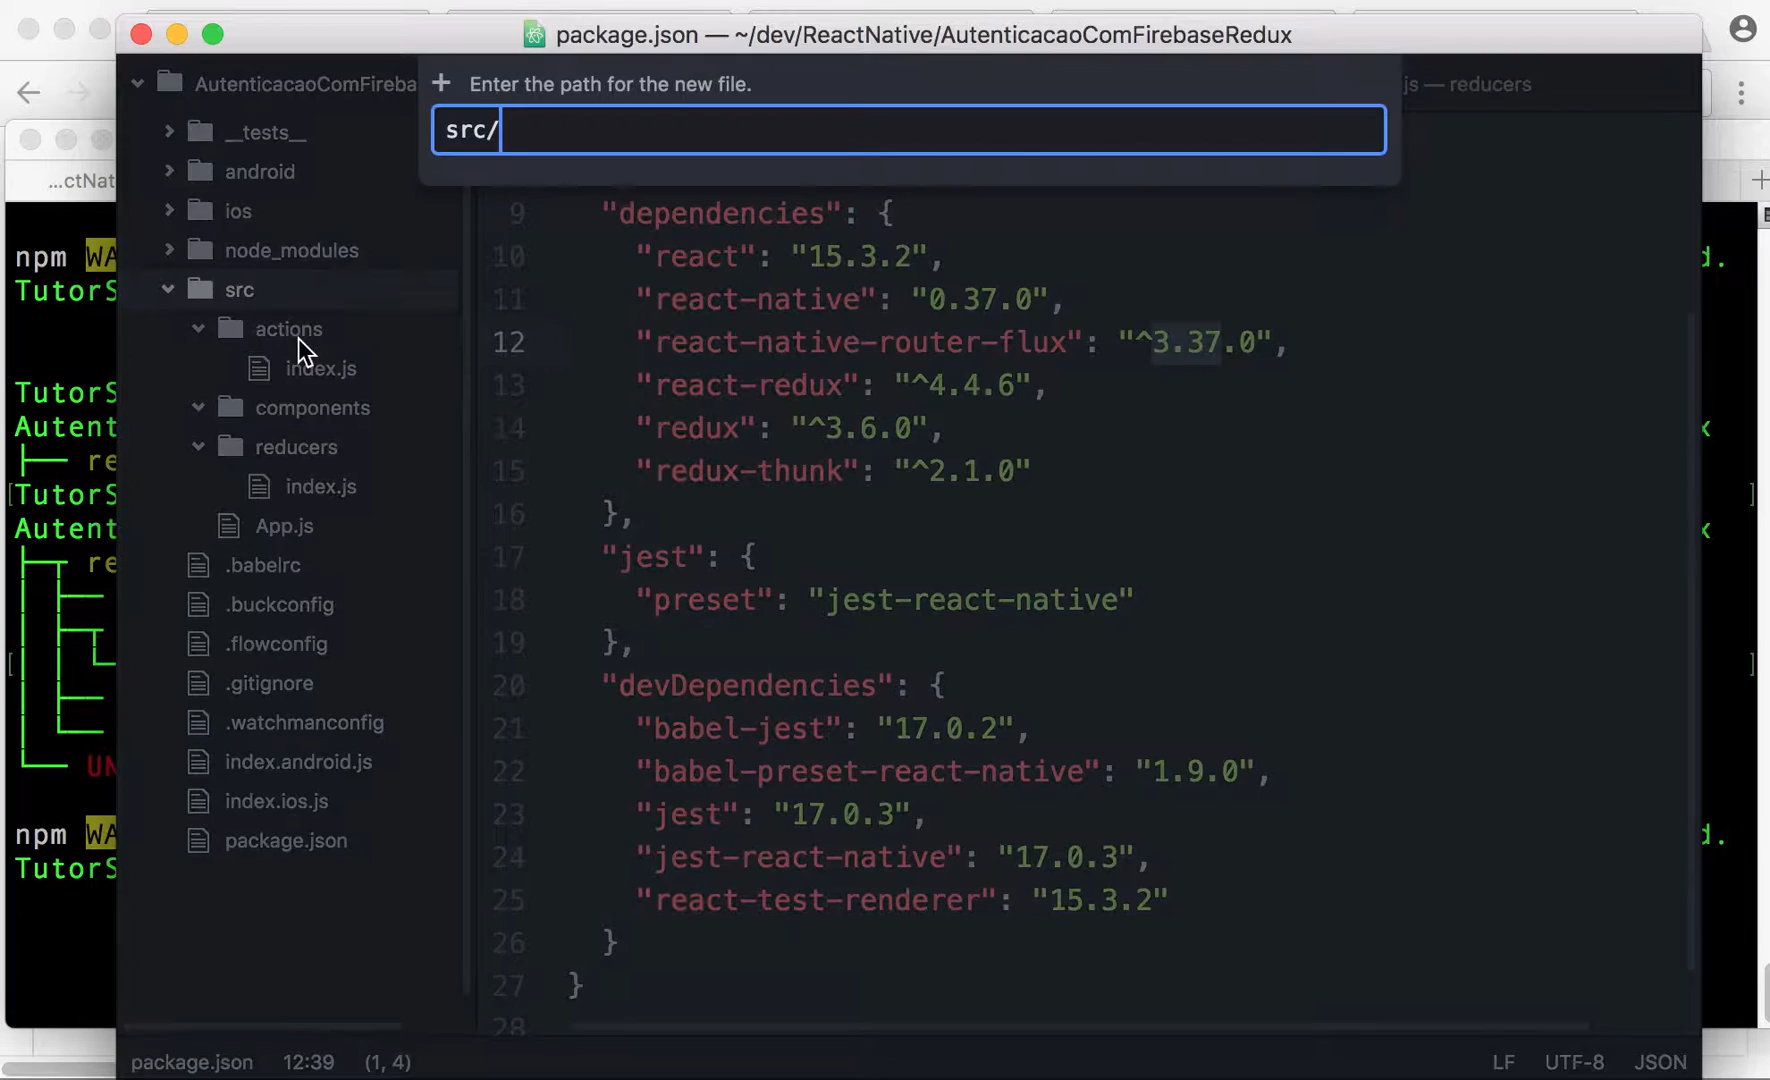 package.json — ~/dev/ReactNative/AutenticacaoComFirebaseRedux
AutenticacaoComFireba
+ Enter the path for the new file.
js — reducers
src/
__tests__
android
ios
node_modules
src
actions
index.js
components
reducers
index.js
App.js
.babelrc
.buckconfig
.flowconfig
.gitignore
.watchmanconfig
index.android.js
index.ios.js
package.json
9 "dependencies": {
10 "react": "15.3.2",
11 "react-native": "0.37.0",
12 "react-native-router-flux": "^3.37.0",
13 "react-redux": "^4.4.6",
14 "redux": "^3.6.0",
15 "redux-thunk": "^2.1.0"
16 },
17 "jest": {
18 "preset": "jest-react-native"
19 },
20 "devDependencies": {
21 "babel-jest": "17.0.2",
22 "babel-preset-react-native": "1.9.0",
23 "jest": "17.0.3",
24 "jest-react-native": "17.0.3",
25 "react-test-renderer": "15.3.2"
26 }
27 }
28
package.json 12:39 (1, 4)
LF UTF-8 JSON
...ctNat
npm WA
TutorS
TutorS
Autent
re
TutorS
Autent
re
UN
npm WA
TutorS
d.
x
x
d.